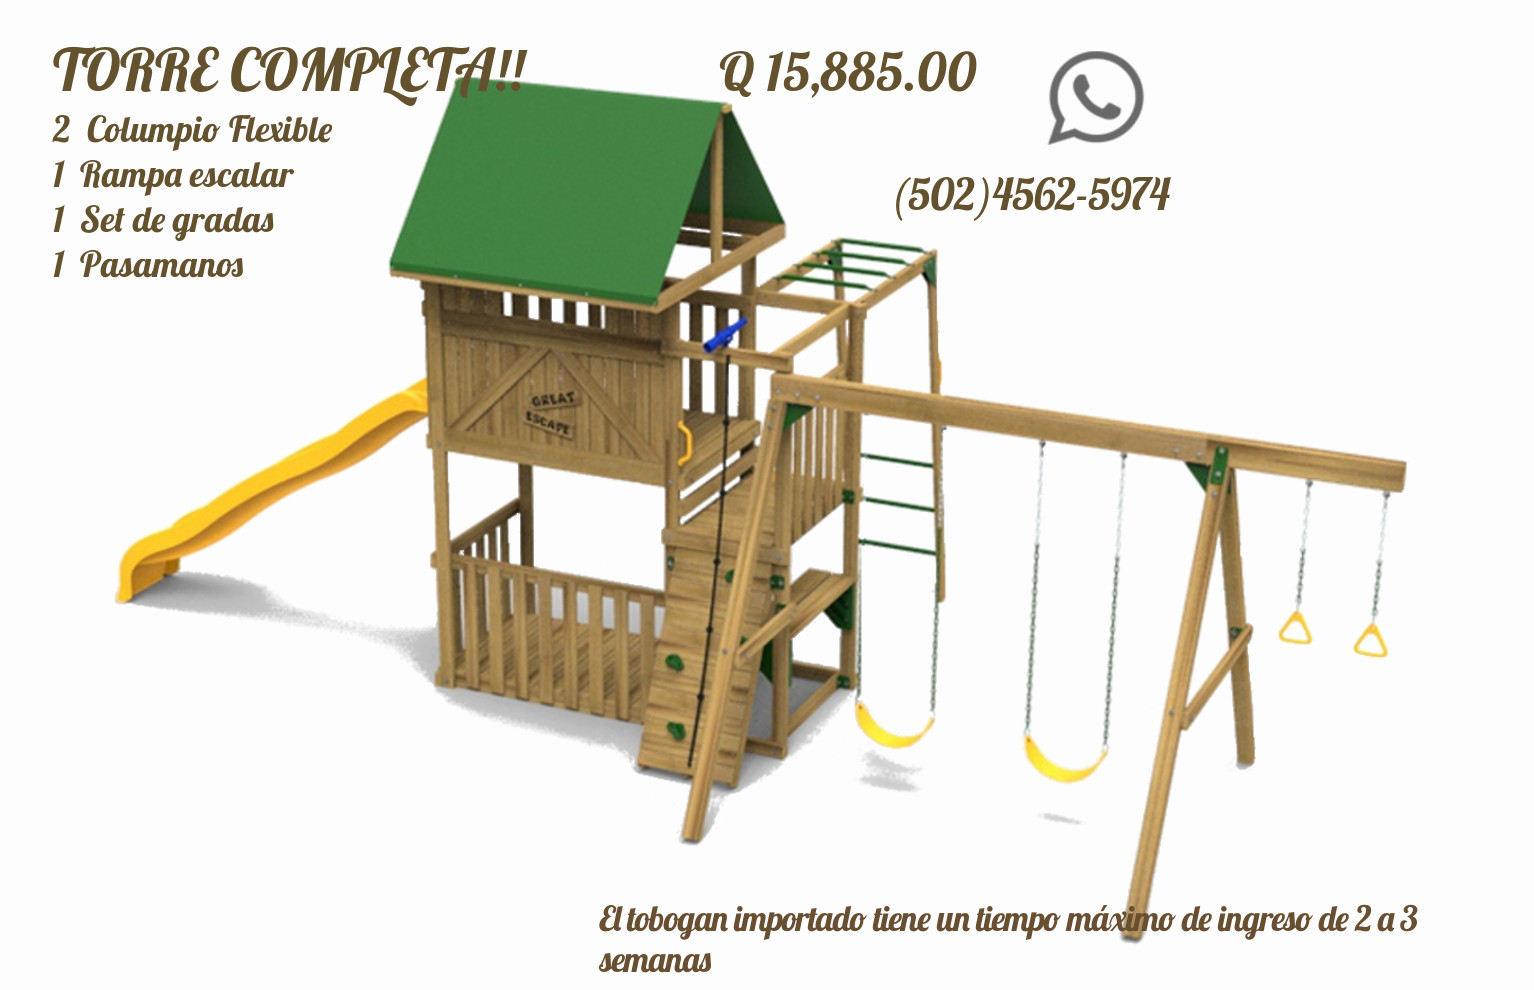 TORRE COMPLETA!!
Q 15,885.00
2 Columpio Flexible
1 Rampa escalar
1 Set de gradas
1 Pasamanos
(502)4562-5974
GREAT
ESCAPE
El tobogan importado tiene un tiempo máximo de ingreso de 2 a 3
semanas